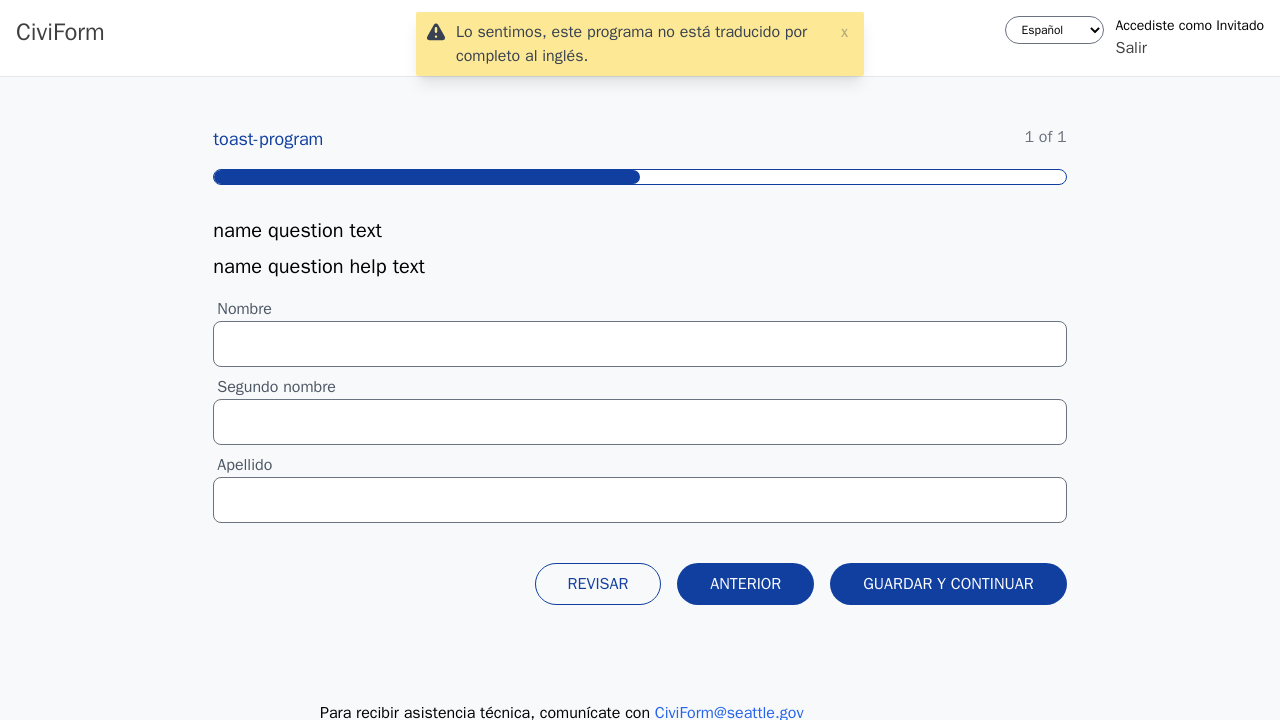 CiviForm
Lo sentimos, este programa no está traducido por
completo al inglés.
x
Español
Accediste como Invitado
Salir
toast-program
1 of 1
name question text
name question help text
Nombre
Segundo nombre
Apellido
REVISAR
ANTERIOR
GUARDAR Y CONTINUAR
Para recibir asistencia técnica, comunícate con CiviForm@seattle.gov